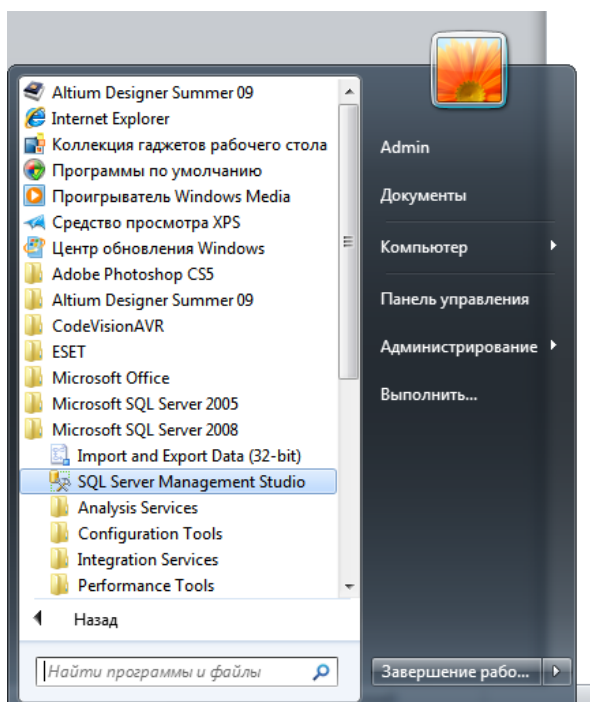 Altium Designer Summer 09
Internet Explorer
Коллекция гаджетов рабочего стола
Программы по умолчанию
Проигрыватель Windows Media
Средство просмотра XPS
Центр обновления Windows
Adobe Photoshop CS5
Altium Designer Summer 09
CodeVisionAVR
ESET
Microsoft Office
Microsoft SQL Server 2005
Microsoft SQL Server 2008
Import and Export Data (32-bit)
SQL Server Management Studio
Analysis Services
Configuration Tools
Integration Services
Performance Tools
Назад
Найти программы и файлы
Admin
Документы
Компьютер
Панель управления
Администрирование
Выполнить...
Завершение рабо...